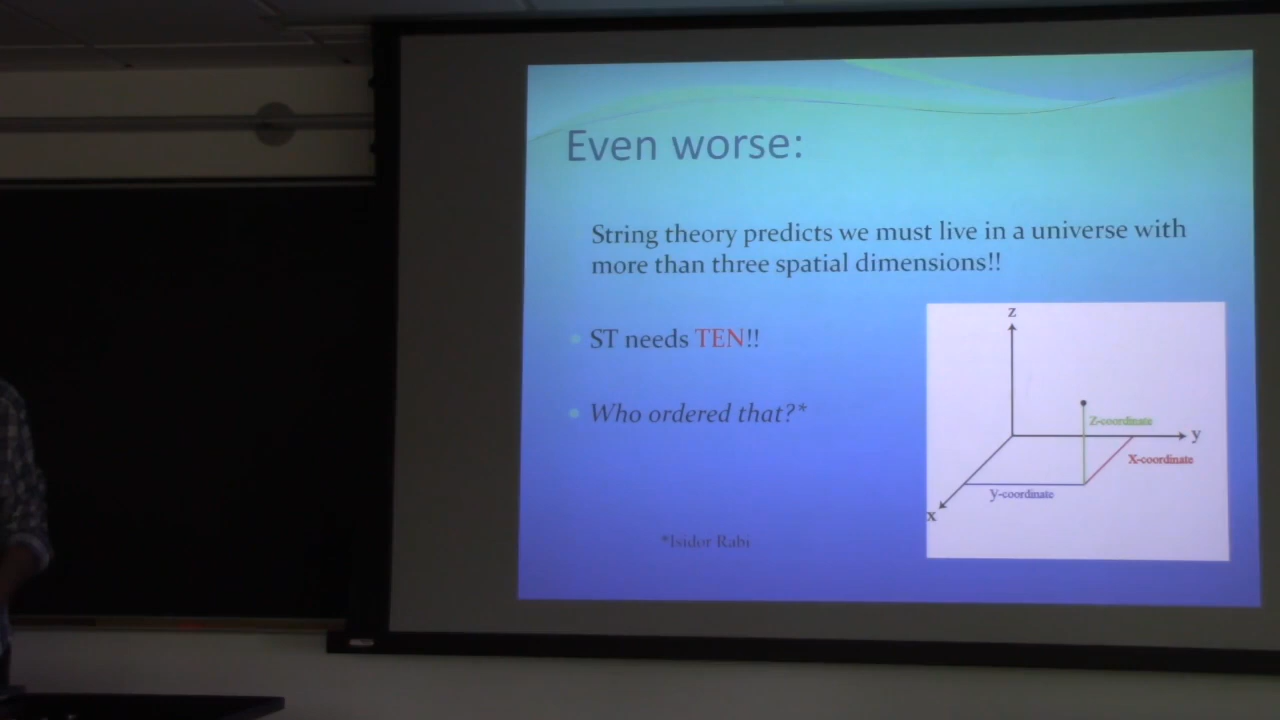 Even worse:
String theory predicts we must live in a universe with
more than three spatial dimensions!!
ST needs TEN!!
Who ordered that?*
*Isidor Rabi
z
Z-coordinate
y
X-coordinate
y-coordinate
x